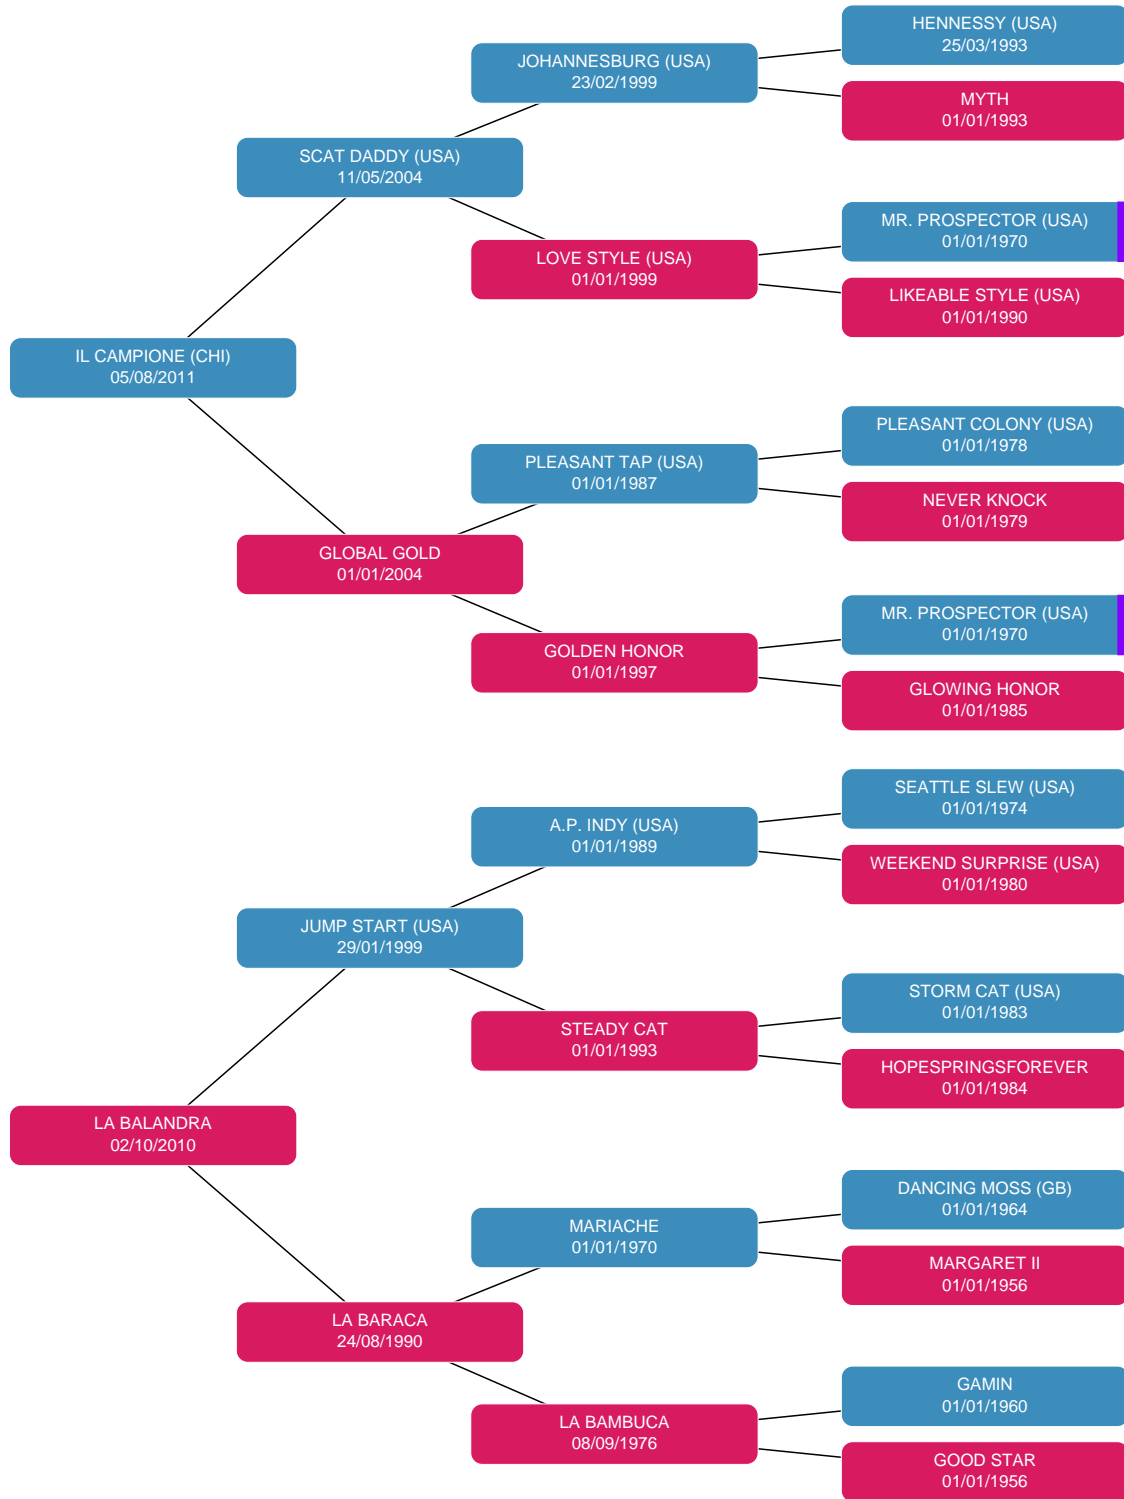 HENNESSY (USA)
25/03/1993
JOHANNESBURG (USA)
23/02/1999
MYTH
01/01/1993
SCAT DADDY (USA)
11/05/2004
MR. PROSPECTOR (USA)
01/01/1970
LOVE STYLE (USA)
01/01/1999
LIKEABLE STYLE (USA)
01/01/1990
IL CAMPIONE (CHI)
05/08/2011
PLEASANT COLONY (USA)
01/01/1978
PLEASANT TAP (USA)
01/01/1987
NEVER KNOCK
01/01/1979
GLOBAL GOLD
01/01/2004
MR. PROSPECTOR (USA)
01/01/1970
GOLDEN HONOR
01/01/1997
GLOWING HONOR
01/01/1985
SEATTLE SLEW (USA)
01/01/1974
A.P. INDY (USA)
01/01/1989
WEEKEND SURPRISE (USA)
01/01/1980
JUMP START (USA)
29/01/1999
STORM CAT (USA)
01/01/1983
STEADY CAT
01/01/1993
HOPESPRINGSFOREVER
01/01/1984
LA BALANDRA
02/10/2010
DANCING MOSS (GB)
01/01/1964
MARIACHE
01/01/1970
MARGARET II
01/01/1956
LA BARACA
24/08/1990
GAMIN
01/01/1960
LA BAMBUCA
08/09/1976
GOOD STAR
01/01/1956